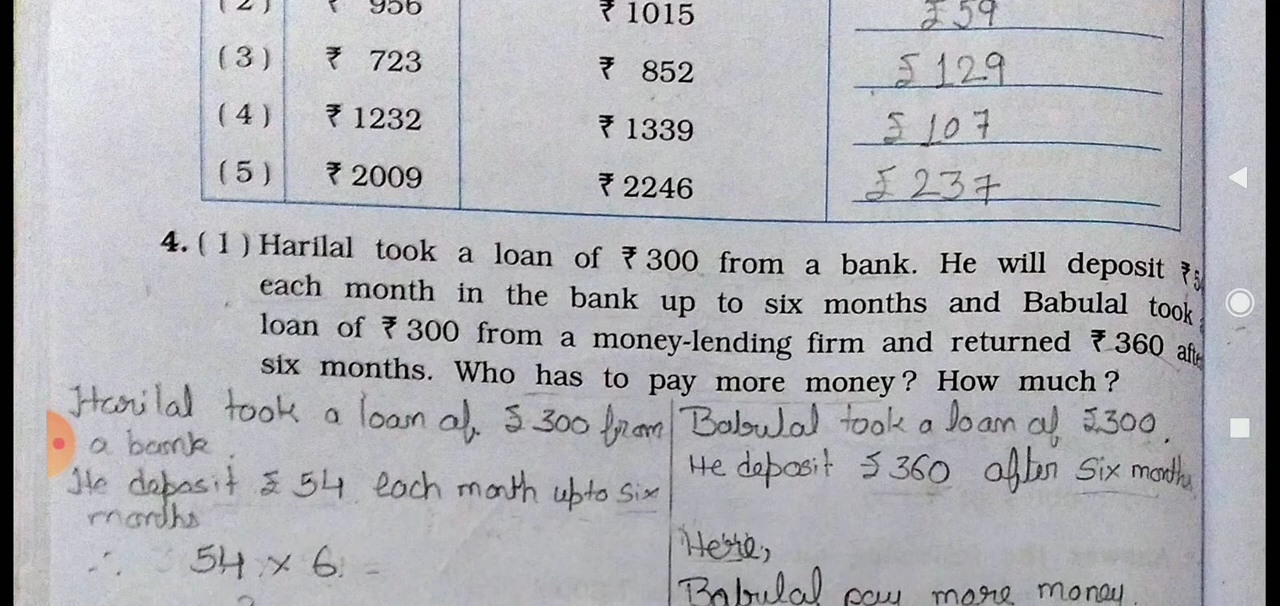 ( 2 ) ₹ 956 ₹ 1015 ₹ 59
( 3 ) ₹ 723 ₹ 852 ₹ 129
( 4 ) ₹ 1232 ₹ 1339 ₹ 107
( 5 ) ₹ 2009 ₹ 2246 ₹ 237
4. ( 1 ) Harilal took a loan of ₹ 300 from a bank. He will deposit
each month in the bank up to six months and Babulal took
loan of ₹ 300 from a money-lending firm and returned ₹ 360
six months. Who has to pay more money? How much?
Harilal took a loan of ₹ 300 from
a bank.
He deposit ₹ 54 each month upto six
months
∴ 54 × 6 =
Babulal took a loan of ₹300.
He deposit ₹ 360 after six months
Here,
Babulal pay more money